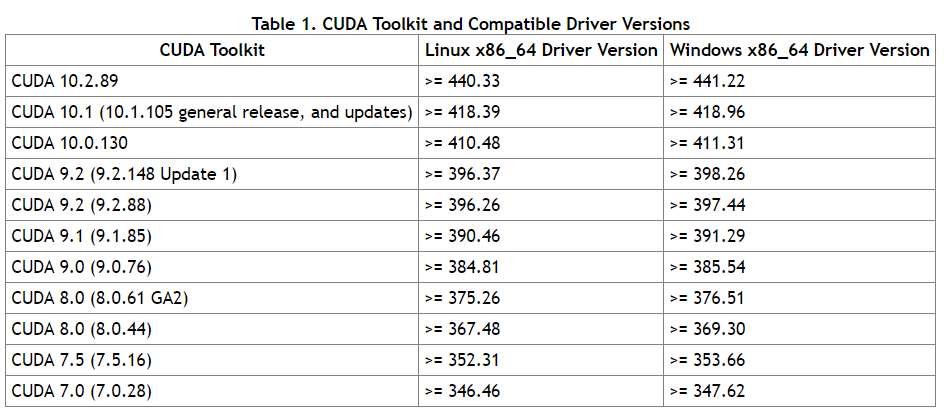 Table 1. CUDA Toolkit and Compatible Driver Versions
CUDA Toolkit Linux x86_64 Driver Version Windows x86_64 Driver Version
CUDA 10.2.89 >= 440.33 >= 441.22
CUDA 10.1 (10.1.105 general release, and updates) >= 418.39 >= 418.96
CUDA 10.0.130 >= 410.48 >= 411.31
CUDA 9.2 (9.2.148 Update 1) >= 396.37 >= 398.26
CUDA 9.2 (9.2.88) >= 396.26 >= 397.44
CUDA 9.1 (9.1.85) >= 390.46 >= 391.29
CUDA 9.0 (9.0.76) >= 384.81 >= 385.54
CUDA 8.0 (8.0.61 GA2) >= 375.26 >= 376.51
CUDA 8.0 (8.0.44) >= 367.48 >= 369.30
CUDA 7.5 (7.5.16) >= 352.31 >= 353.66
CUDA 7.0 (7.0.28) >= 346.46 >= 347.62